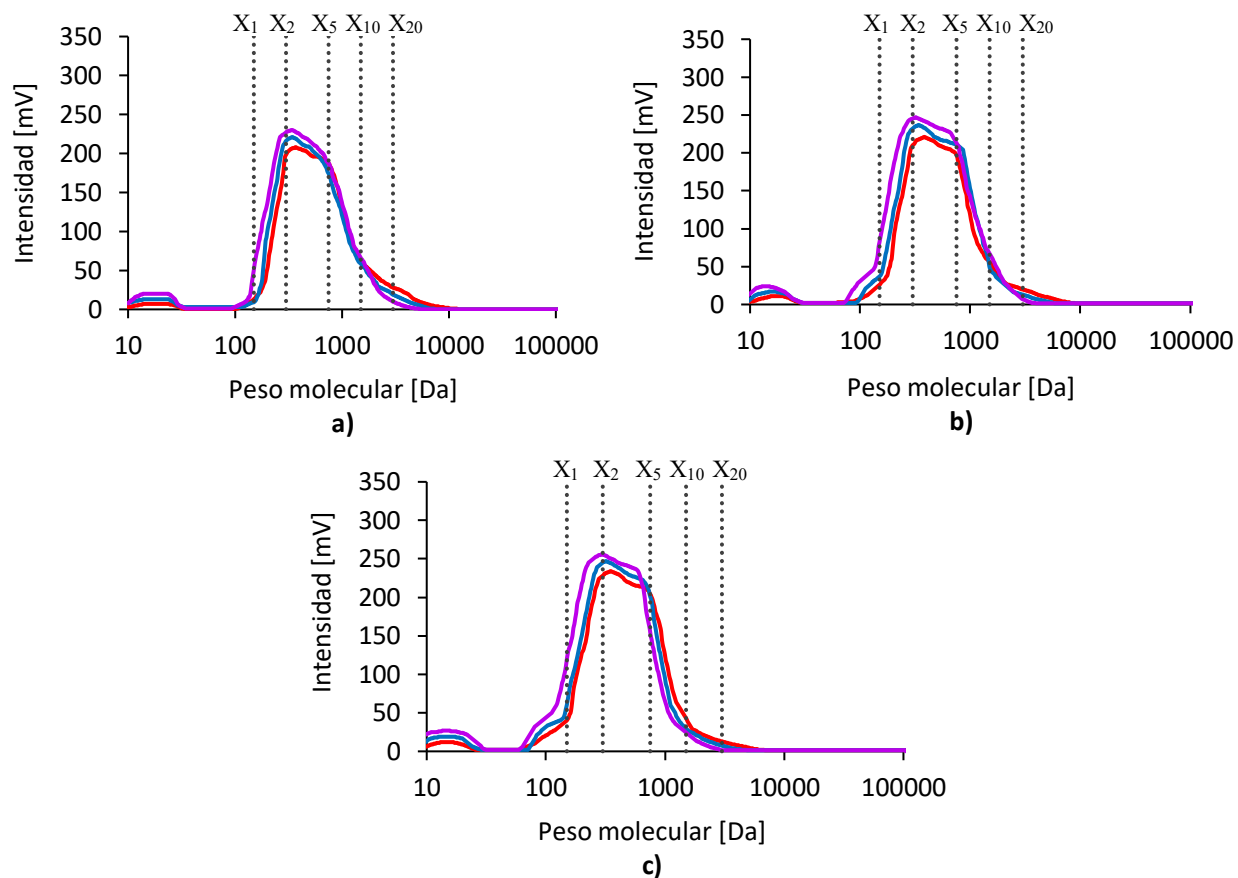 X₁ X₂ X₅ X₁₀ X₂₀
350
300
250
200
150
100
50
0
Intensidad [mV]
10 100 1000 10000 100000
Peso molecular [Da]
a)
X₁ X₂ X₅ X₁₀ X₂₀
350
300
250
200
150
100
50
0
Intensidad [mV]
10 100 1000 10000 100000
Peso molecular [Da]
b)
X₁ X₂ X₅ X₁₀ X₂₀
350
300
250
200
150
100
50
0
Intensidad [mV]
10 100 1000 10000 100000
Peso molecular [Da]
c)